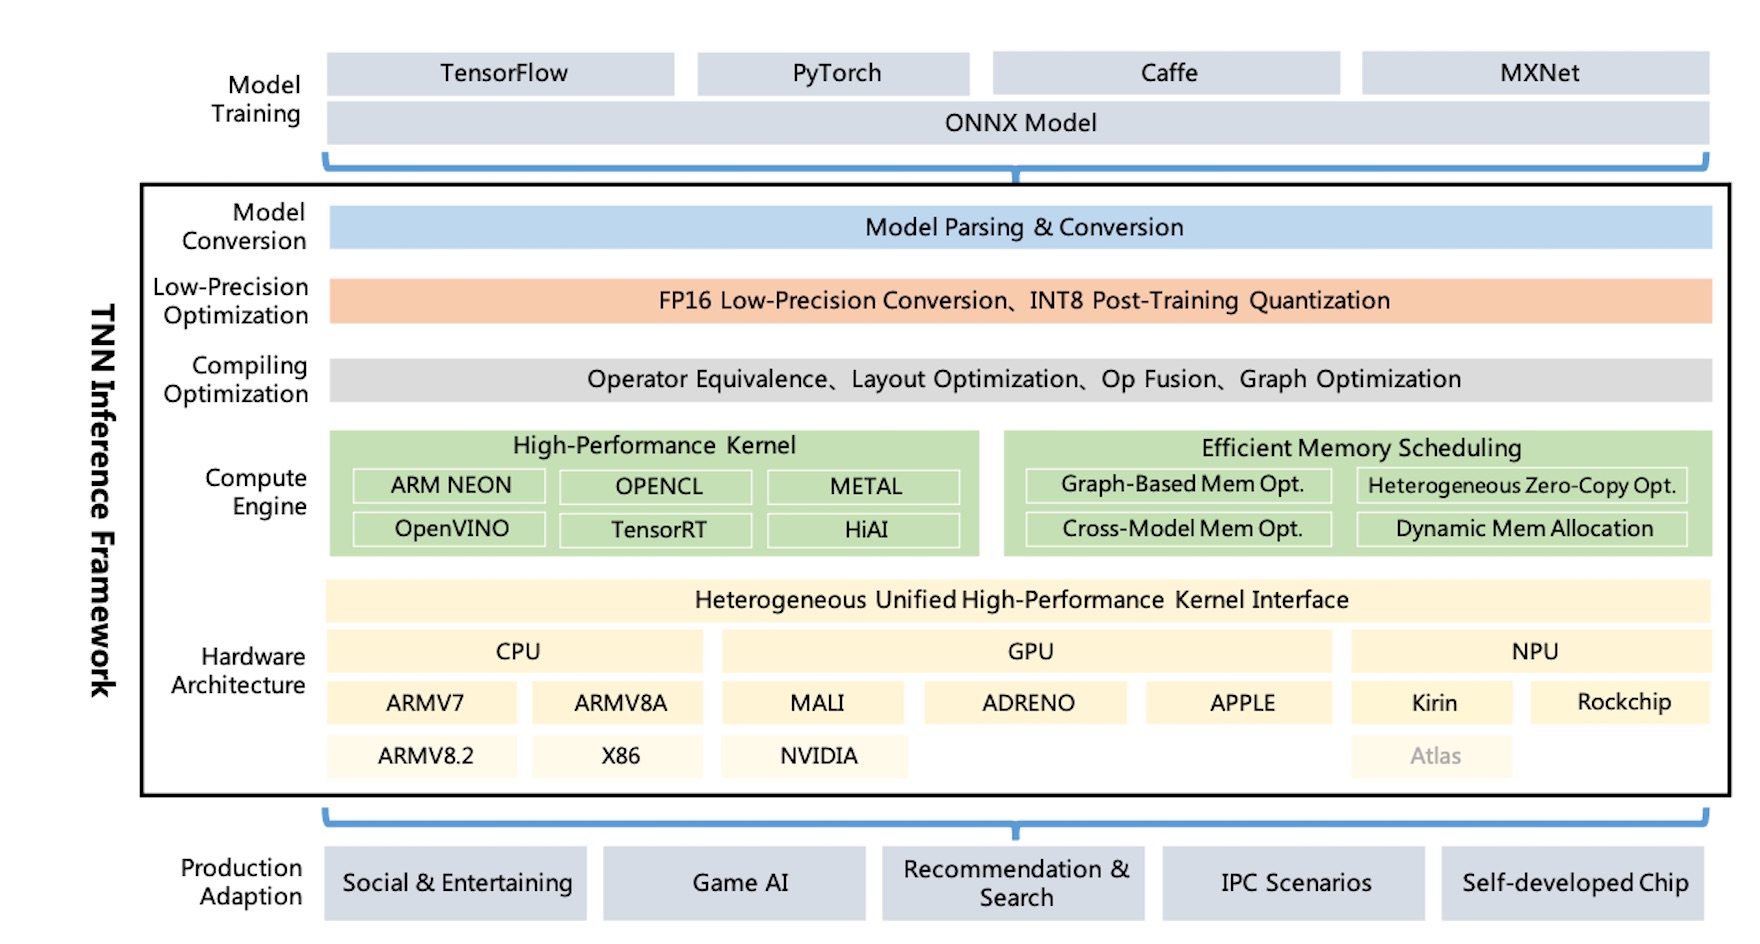 Model
Training
TensorFlow
PyTorch
Caffe
MXNet
ONNX Model
TNN Inference Framework
Model
Conversion
Model Parsing & Conversion
Low-Precision
Optimization
FP16 Low-Precision Conversion、INT8 Post-Training Quantization
Compiling
Optimization
Operator Equivalence、Layout Optimization、Op Fusion、Graph Optimization
Compute
Engine
High-Performance Kernel
ARM NEON
OPENCL
METAL
OpenVINO
TensorRT
HiAI
Efficient Memory Scheduling
Graph-Based Mem Opt.
Heterogeneous Zero-Copy Opt.
Cross-Model Mem Opt.
Dynamic Mem Allocation
Hardware
Architecture
Heterogeneous Unified High-Performance Kernel Interface
CPU
GPU
NPU
ARMV7
ARMV8A
MALI
ADRENO
APPLE
Kirin
Rockchip
ARMV8.2
X86
NVIDIA
Atlas
Production
Adaption
Social & Entertaining
Game AI
Recommendation &
Search
IPC Scenarios
Self-developed Chip